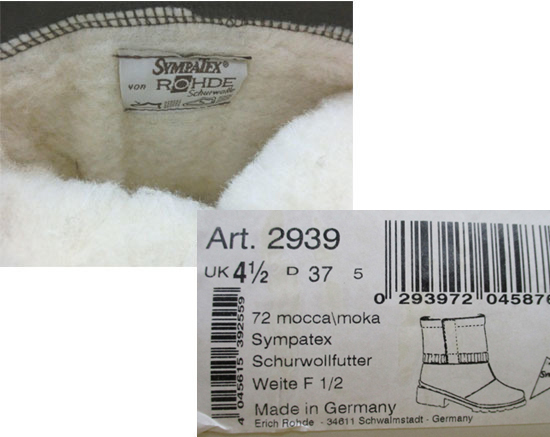 SYMPATEX®
von ROHDE
Schurwolle
Art. 2939
UK 4½ D 37 5
0 293972 04587
72 mocca\moka
Sympatex
Schurwollfutter
Weite F 1/2
Made in Germany
Erich Rohde - 34611 Schwalmstadt - Germany
4 045615 392559